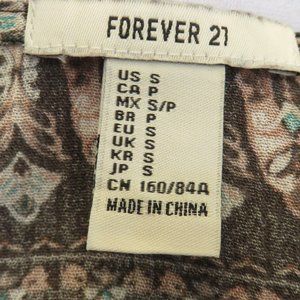 FOREVER 21
US S
CA P
MX S/P
BR P
EU S
UK S
KR S
JP S
CN 160/84A
MADE IN CHINA